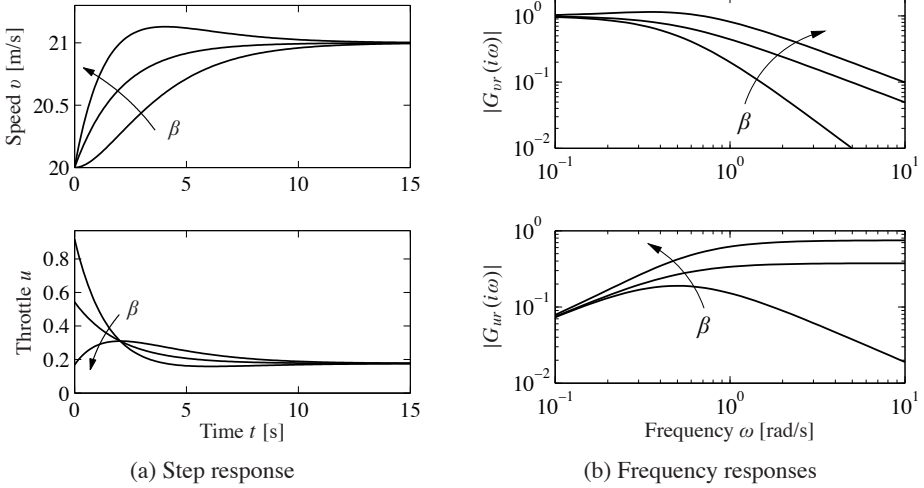 Speed v [m/s]
21
20.5
20
0
5
10
15
β
Throttle u
0.8
0.6
0.4
0.2
0
0
5
10
15
β
Time t [s]
(a) Step response
|Gvr(iω)|
10^0
10^-1
10^-2
10^-1
10^0
10^1
β
|Gur(iω)|
10^0
10^-1
10^-2
10^-1
10^0
10^1
β
Frequency ω [rad/s]
(b) Frequency responses